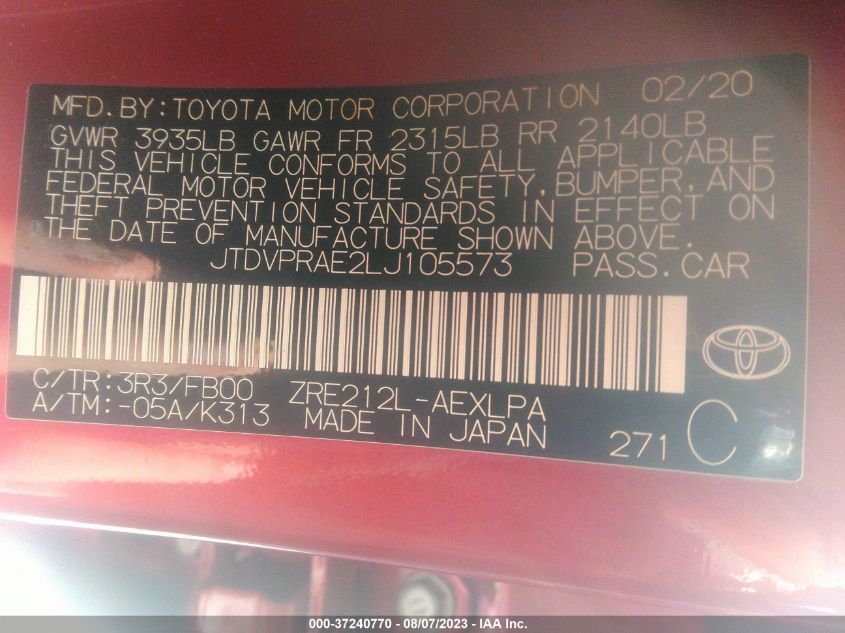 MFD.BY:TOYOTA MOTOR CORPORATION 02/20
GVWR 3935LB GAWR FR 2315LB RR 2140LB
THIS VEHICLE CONFORMS TO ALL APPLICABLE
FEDERAL MOTOR VEHICLE SAFETY,BUMPER,AND
THEFT PREVENTION STANDARDS IN EFFECT ON
THE DATE OF MANUFACTURE SHOWN ABOVE.
JTDVPRAE2LJ105573 PASS.CAR
C/TR:3R3/FB00 ZRE212L-AEXLPA
A/TM:-05A/K313 MADE IN JAPAN 271 C
000-37240770 - 08/07/2023 - IAA Inc.